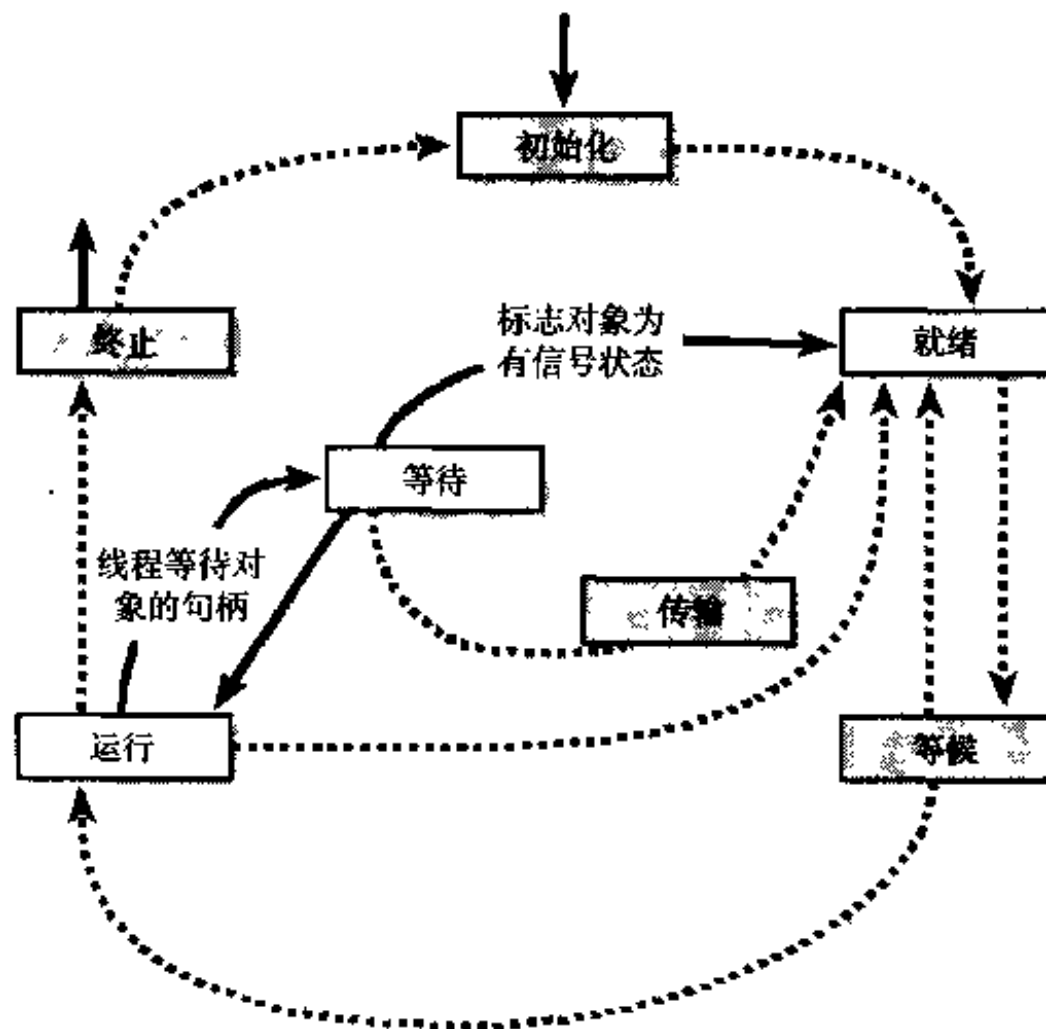 初始化
终止
标志对象为
有信号状态
就绪
等待
线程等待对
象的句柄
传输
运行
等候